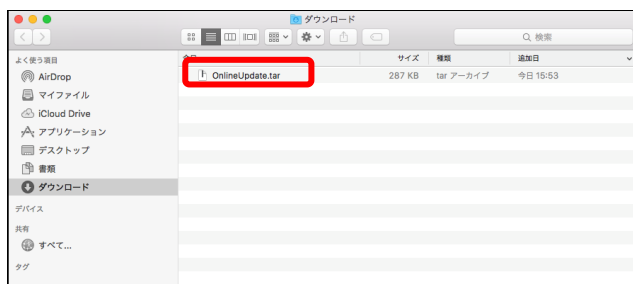 ダウンロード
検索
よく使う項目
AirDrop
マイファイル
iCloud Drive
アプリケーション
デスクトップ
書類
ダウンロード
デバイス
共有
すべて...
タグ
サイズ 種類 追加日
OnlineUpdate.tar 287 KB tar アーカイブ 今日 15:53